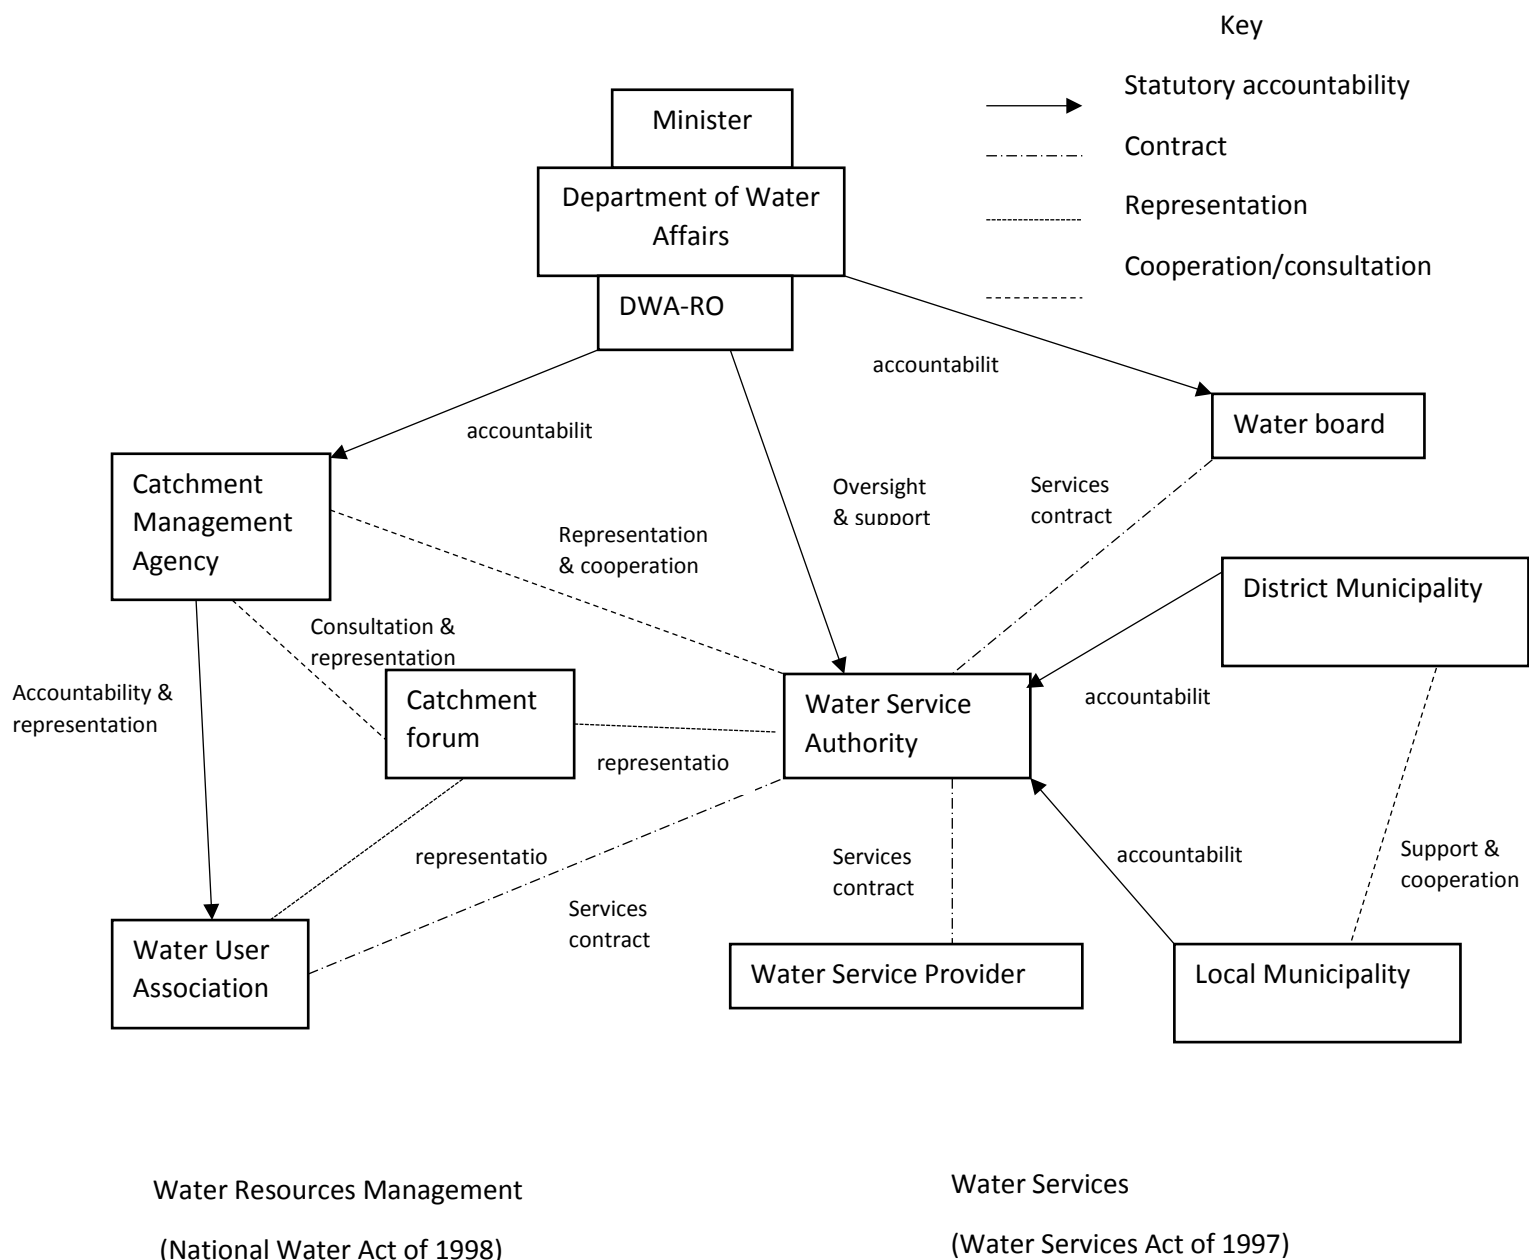 Key
Statutory accountability
Contract
Representation
Cooperation/consultation
Minister
Department of Water
Affairs
DWA-RO
accountabilit
accountabilit
Water board
Catchment
Management
Agency
Oversight
& support
Services
contract
Representation
& cooperation
District Municipality
Consultation &
representation
Accountability &
representation
Catchment
forum
Water Service
Authority
accountabilit
representatio
representatio
Services
contract
accountabilit
Support &
cooperation
Services
contract
Water User
Association
Water Service Provider
Local Municipality
Water Resources Management
(National Water Act of 1998)
Water Services
(Water Services Act of 1997)